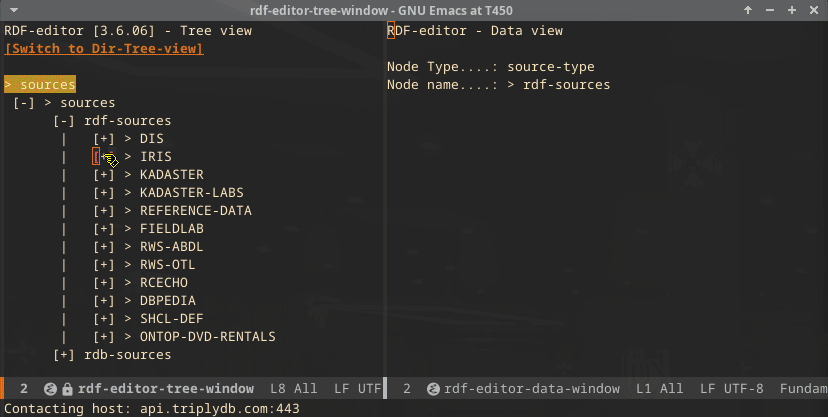 rdf-editor-tree-window - GNU Emacs at T450
RDF-editor [3.6.06] - Tree view
[Switch to Dir-Tree-view]
> sources
[-] > sources
[-] rdf-sources
| [+] > DIS
| [+] > IRIS
| [+] > KADASTER
| [+] > KADASTER-LABS
| [+] > REFERENCE-DATA
| [+] > FIELDLAB
| [+] > RWS-ABDL
| [+] > RWS-OTL
| [+] > RCECHO
| [+] > DBPEDIA
| [+] > SHCL-DEF
| [+] > ONTOP-DVD-RENTALS
[+] rdb-sources
2 rdf-editor-tree-window L8 All LF UTF
RDF-editor - Data view
Node Type....: source-type
Node name....: > rdf-sources
2 rdf-editor-data-window L1 All LF UTF-8 Fundam
Contacting host: api.triplydb.com:443